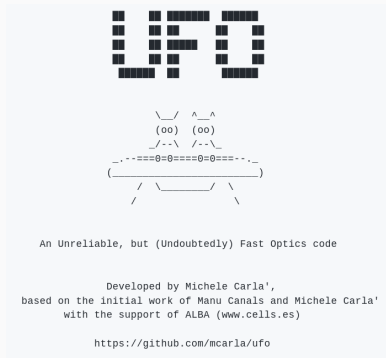 UFO
An Unreliable, but (Undoubtedly) Fast Optics code
Developed by Michele Carla',
based on the initial work of Manu Canals and Michele Carla'
with the support of ALBA (www.cells.es)
https://github.com/mcarla/ufo